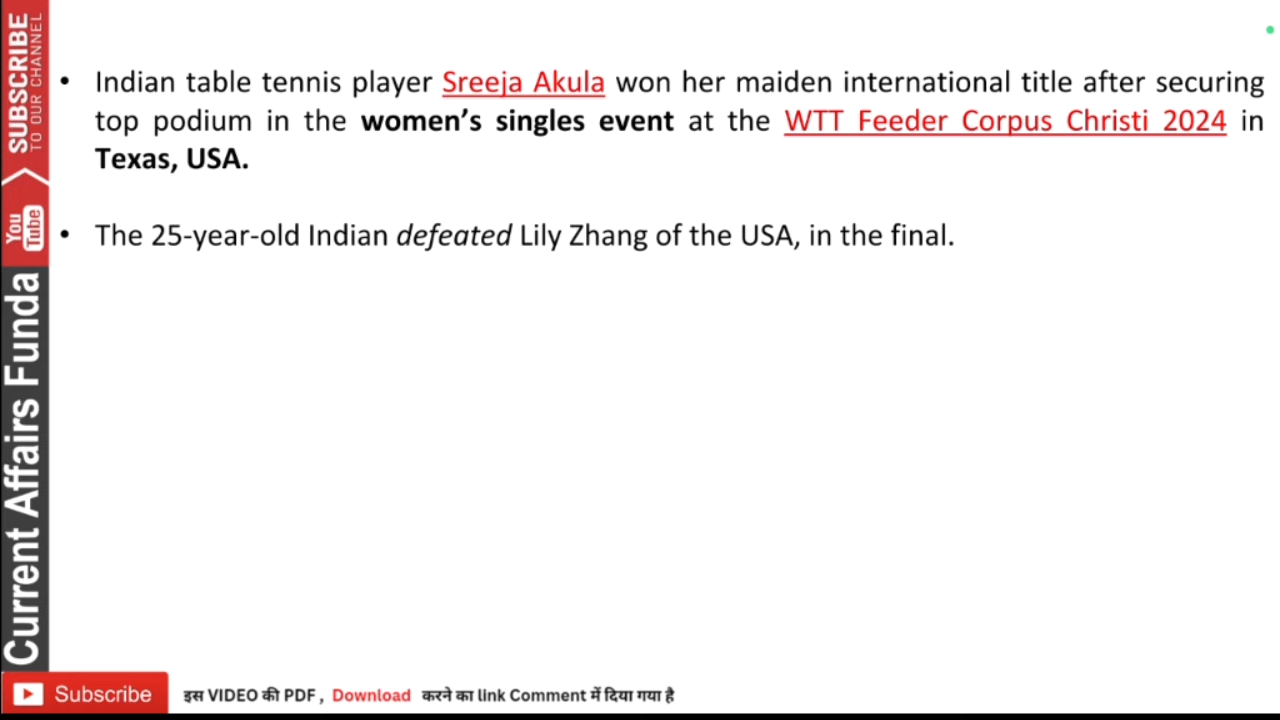 • Indian table tennis player Sreeja Akula won her maiden international title after securing
top podium in the women's singles event at the WTT Feeder Corpus Christi 2024 in
Texas, USA.
• The 25-year-old Indian defeated Lily Zhang of the USA, in the final.
SUBSCRIBE
TO OUR CHANNEL
You
Tube
Current Affairs Funda
Subscribe
इस VIDEO की PDF , Download करने का link Comment में दिया गया है